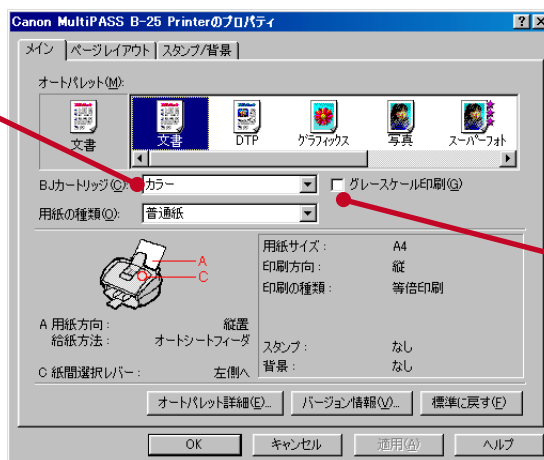 Canon MultiPASS B-25 Printerのプロパティ
メイン ページレイアウト スタンプ/背景
オートパレット(M):
文書 文書 DTP グラフィックス 写真 スーパーフォト
BJカートリッジ(C): カラー グレースケール印刷(G)
用紙の種類(O): 普通紙
用紙サイズ: A4
印刷方向: 縦
印刷の種類: 等倍印刷
A
C
A 用紙方向: 縦置
給紙方法: オートシートフィーダ
スタンプ: なし
背景: なし
C 紙間選択レバー: 左側へ
オートパレット詳細(E)... バージョン情報(V)... 標準に戻す(F)
OK キャンセル 適用(A) ヘルプ